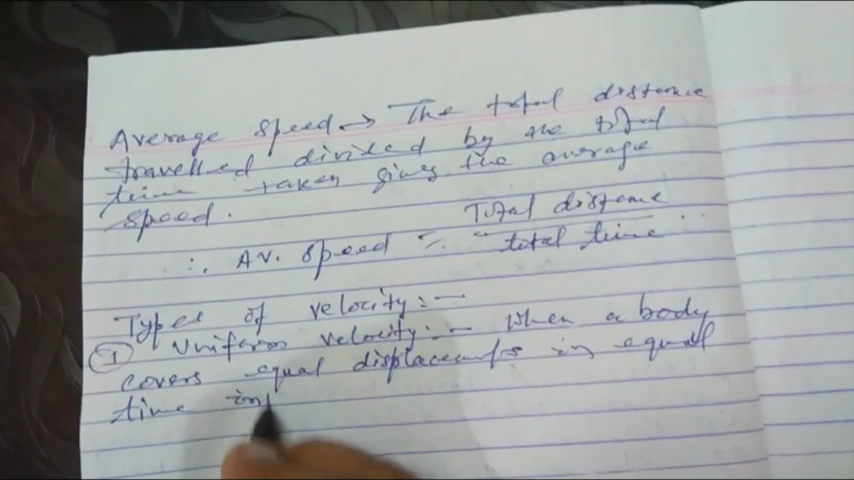 Average speed → The total distance
travelled divided by the total
time taken gives the average
speed.
∴ Av. speed = Total distance
total time
Types of velocity:-
① Uniform velocity:- When a body
covers equal displacements in equal
time int